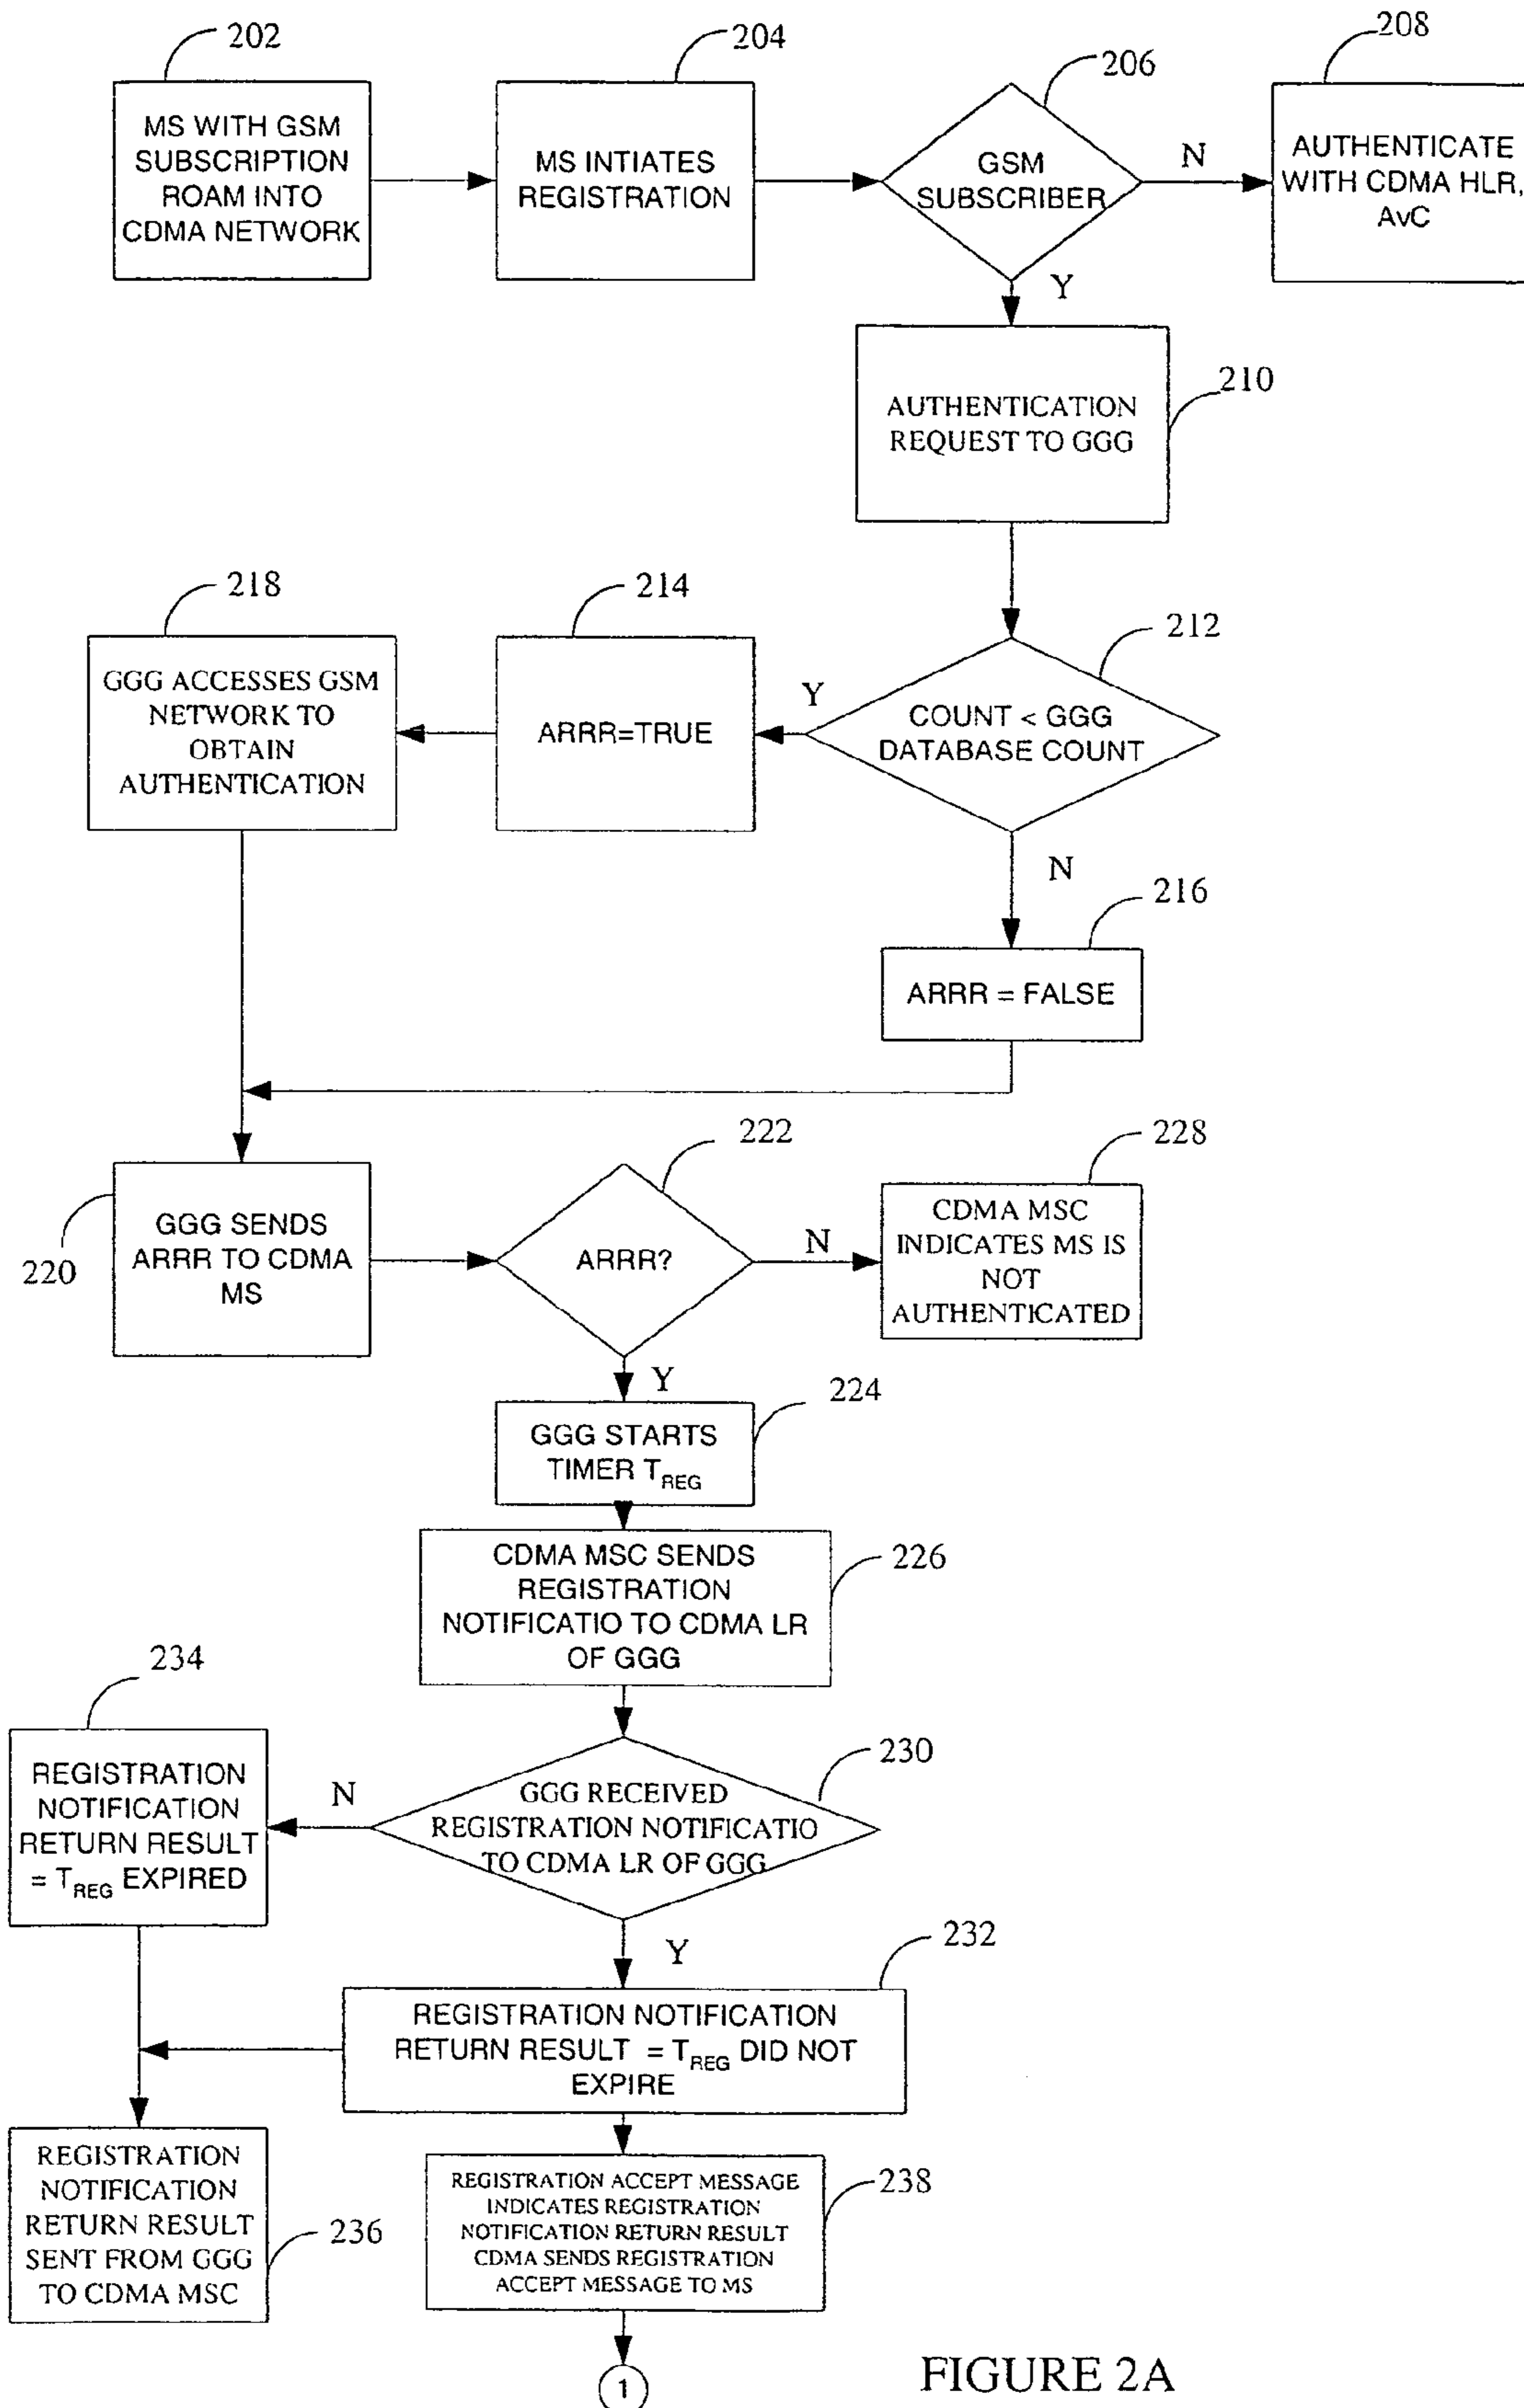 202
MS WITH GSM
SUBSCRIPTION
ROAM INTO
CDMA NETWORK
204
MS INTIATES
REGISTRATION
206
GSM
SUBSCRIBER
N
208
AUTHENTICATE
WITH CDMA HLR,
AvC
Y
210
AUTHENTICATION
REQUEST TO GGG
212
COUNT < GGG
DATABASE COUNT
Y
214
ARRR=TRUE
218
GGG ACCESSES GSM
NETWORK TO
OBTAIN
AUTHENTICATION
N
216
ARRR = FALSE
220
GGG SENDS
ARRR TO CDMA
MS
222
ARRR?
N
228
CDMA MSC
INDICATES MS IS
NOT
AUTHENTICATED
Y
224
GGG STARTS
TIMER TREG
226
CDMA MSC SENDS
REGISTRATION
NOTIFICATIO TO CDMA LR
OF GGG
230
GGG RECEIVED
REGISTRATION NOTIFICATIO
TO CDMA LR OF GGG
N
234
REGISTRATION
NOTIFICATION
RETURN RESULT
= TREG EXPIRED
Y
232
REGISTRATION NOTIFICATION
RETURN RESULT = TREG DID NOT
EXPIRE
REGISTRATION
NOTIFICATION
RETURN RESULT
SENT FROM GGG
TO CDMA MSC
236
REGISTRATION ACCEPT MESSAGE
INDICATES REGISTRATION
NOTIFICATION RETURN RESULT
CDMA SENDS REGISTRATION
ACCEPT MESSAGE TO MS
238
1
FIGURE 2A